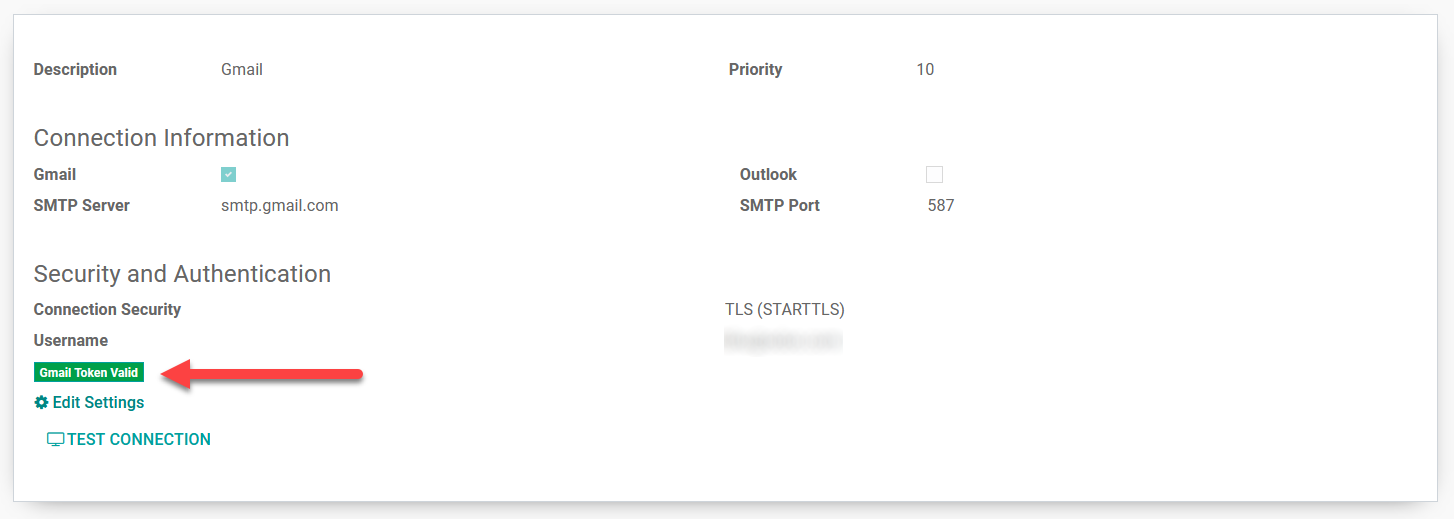 Description Gmail Priority 10
Connection Information
Gmail Outlook
SMTP Server smtp.gmail.com SMTP Port 587
Security and Authentication
Connection Security TLS (STARTTLS)
Username
Gmail Token Valid
Edit Settings
TEST CONNECTION